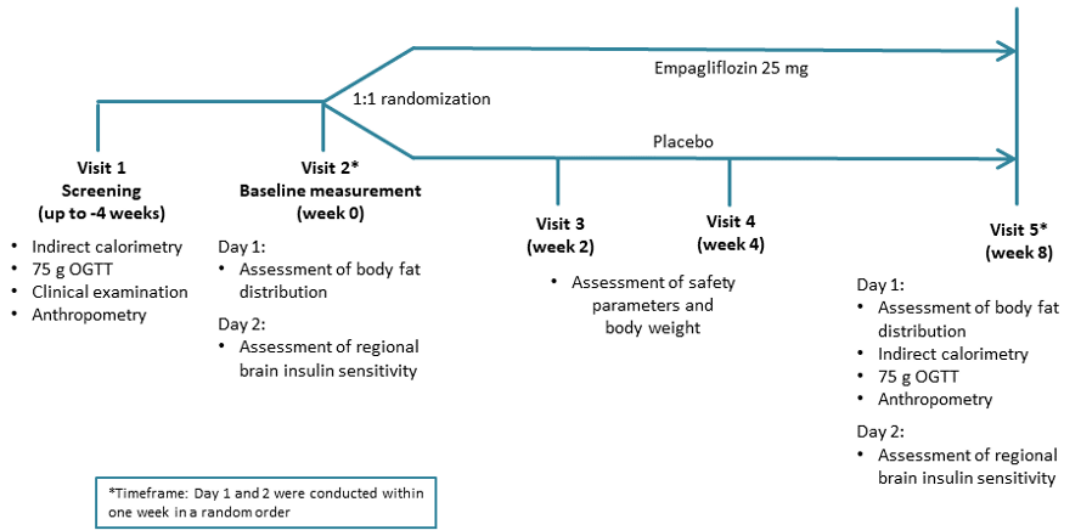 Empagliflozin 25 mg
1:1 randomization
Placebo
Visit 1
Screening
(up to -4 weeks)
• Indirect calorimetry
• 75 g OGTT
• Clinical examination
• Anthropometry
Visit 2*
Baseline measurement
(week 0)
Day 1:
• Assessment of body fat
distribution
Day 2:
• Assessment of regional
brain insulin sensitivity
Visit 3
(week 2)
Visit 4
(week 4)
• Assessment of safety
parameters and
body weight
Visit 5*
(week 8)
Day 1:
• Assessment of body fat
distribution
• Indirect calorimetry
• 75 g OGTT
• Anthropometry
Day 2:
• Assessment of regional
brain insulin sensitivity
*Timeframe: Day 1 and 2 were conducted within
one week in a random order